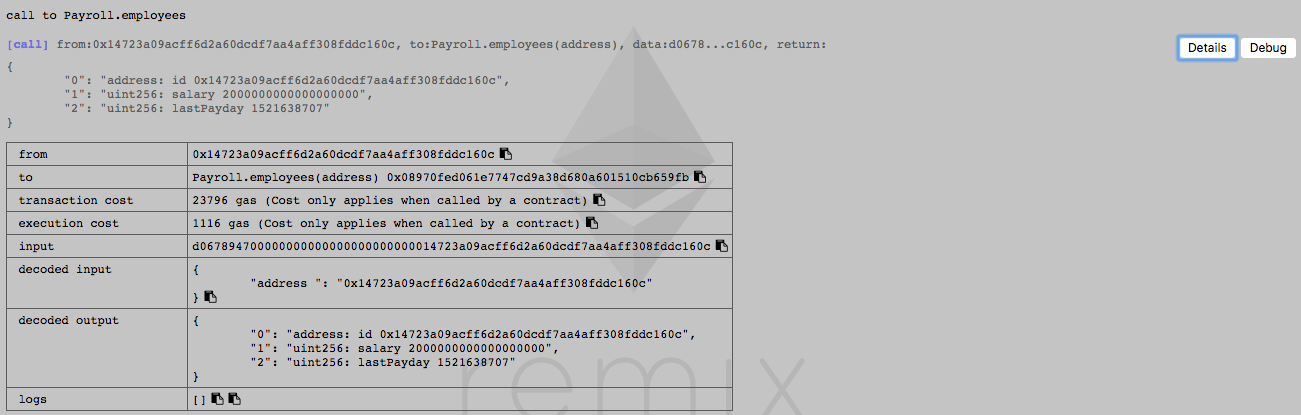 call to Payroll.employees
[call] from:0x14723a09acff6d2a60dcdf7aa4aff308fddc160c, to:Payroll.employees(address), data:d0678...c160c, return:
Details
Debug
{
"0": "address: id 0x14723a09acff6d2a60dcdf7aa4aff308fddc160c",
"1": "uint256: salary 2000000000000000000",
"2": "uint256: lastPayday 1521638707"
}
from 0x14723a09acff6d2a60dcdf7aa4aff308fddc160c
to Payroll.employees(address) 0x08970fed061e7747cd9a38d680a601510cb659fb
transaction cost 23796 gas (Cost only applies when called by a contract)
execution cost 1116 gas (Cost only applies when called by a contract)
input d067894700000000000000000000000014723a09acff6d2a60dcdf7aa4aff308fddc160c
decoded input {
"address ": "0x14723a09acff6d2a60dcdf7aa4aff308fddc160c"
}
decoded output {
"0": "address: id 0x14723a09acff6d2a60dcdf7aa4aff308fddc160c",
"1": "uint256: salary 2000000000000000000",
"2": "uint256: lastPayday 1521638707"
}
logs []
remix